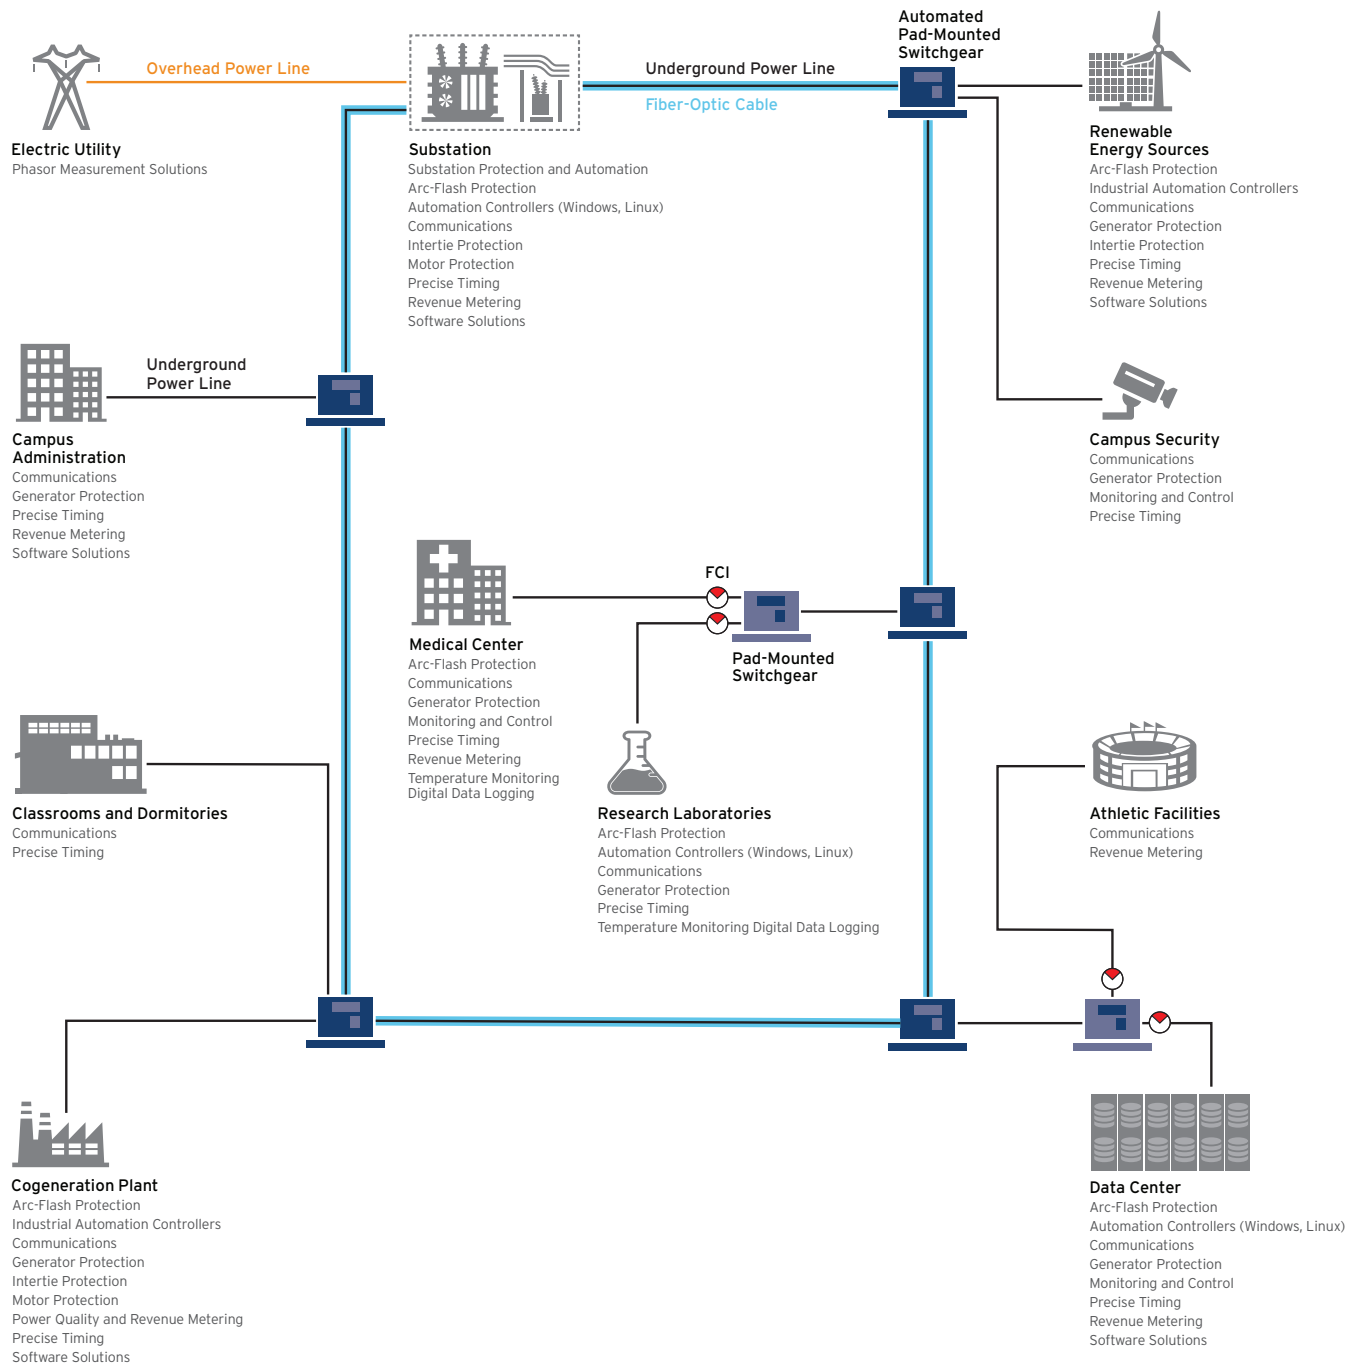 Overhead Power Line
Electric Utility
Phasor Measurement Solutions
Substation
Substation Protection and Automation
Arc-Flash Protection
Automation Controllers (Windows, Linux)
Communications
Intertie Protection
Motor Protection
Precise Timing
Revenue Metering
Software Solutions
Underground Power Line
Fiber-Optic Cable
Automated
Pad-Mounted
Switchgear
Renewable
Energy Sources
Arc-Flash Protection
Industrial Automation Controllers
Communications
Generator Protection
Intertie Protection
Precise Timing
Revenue Metering
Software Solutions
Underground
Power Line
Campus
Administration
Communications
Generator Protection
Precise Timing
Revenue Metering
Software Solutions
Campus Security
Communications
Generator Protection
Monitoring and Control
Precise Timing
FCI
Pad-Mounted
Switchgear
Medical Center
Arc-Flash Protection
Communications
Generator Protection
Monitoring and Control
Precise Timing
Revenue Metering
Temperature Monitoring
Digital Data Logging
Research Laboratories
Arc-Flash Protection
Automation Controllers (Windows, Linux)
Communications
Generator Protection
Precise Timing
Temperature Monitoring Digital Data Logging
Classrooms and Dormitories
Communications
Precise Timing
Athletic Facilities
Communications
Revenue Metering
Cogeneration Plant
Arc-Flash Protection
Industrial Automation Controllers
Communications
Generator Protection
Intertie Protection
Motor Protection
Power Quality and Revenue Metering
Precise Timing
Software Solutions
Data Center
Arc-Flash Protection
Automation Controllers (Windows, Linux)
Communications
Generator Protection
Monitoring and Control
Precise Timing
Revenue Metering
Software Solutions